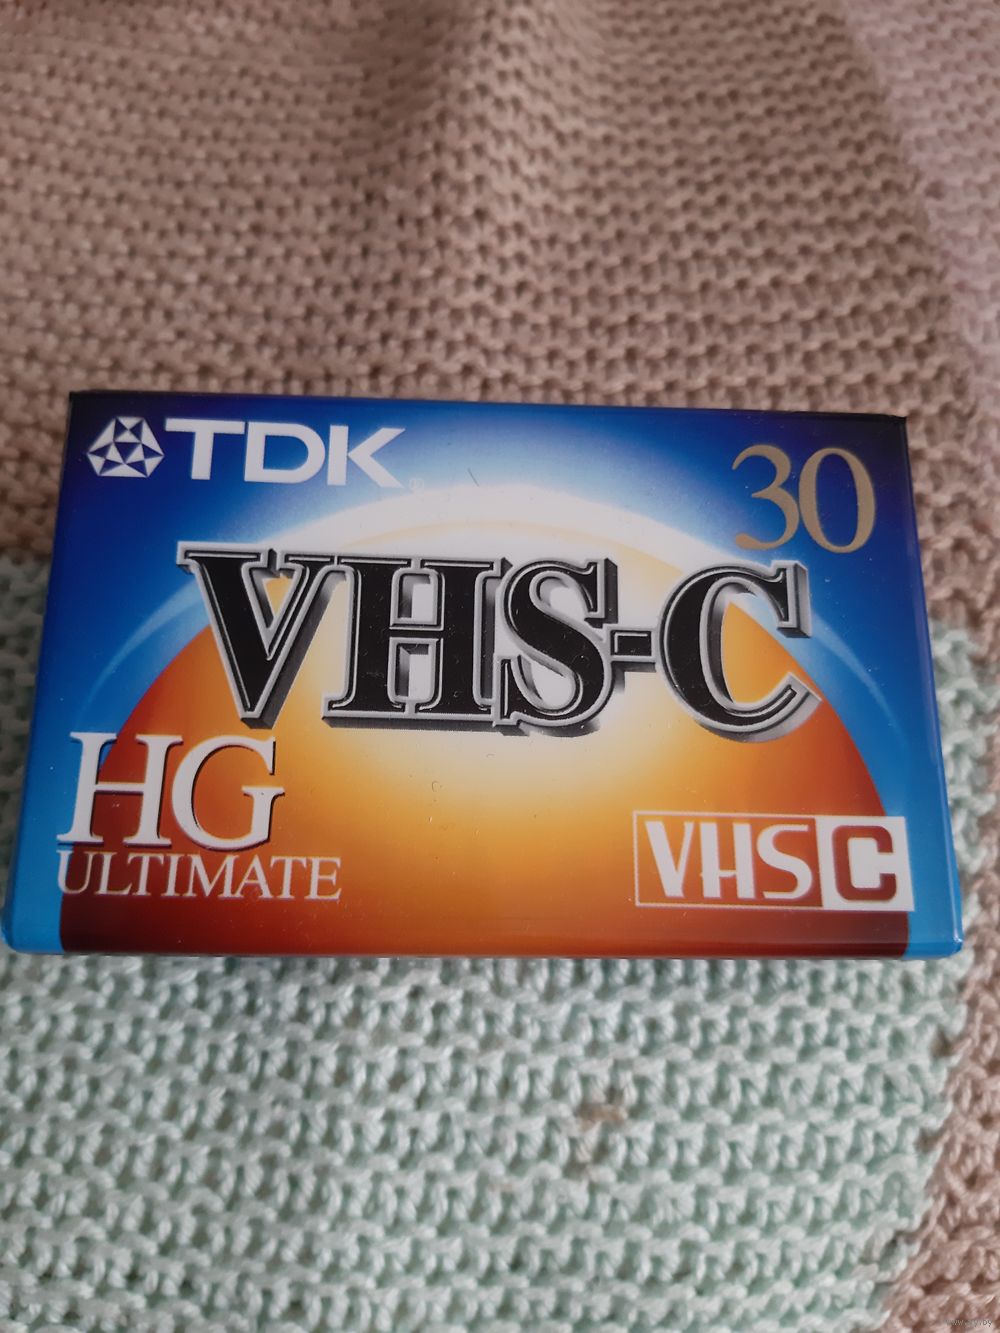 TDK
30
VHS-C
HG
ULTIMATE
VHS C